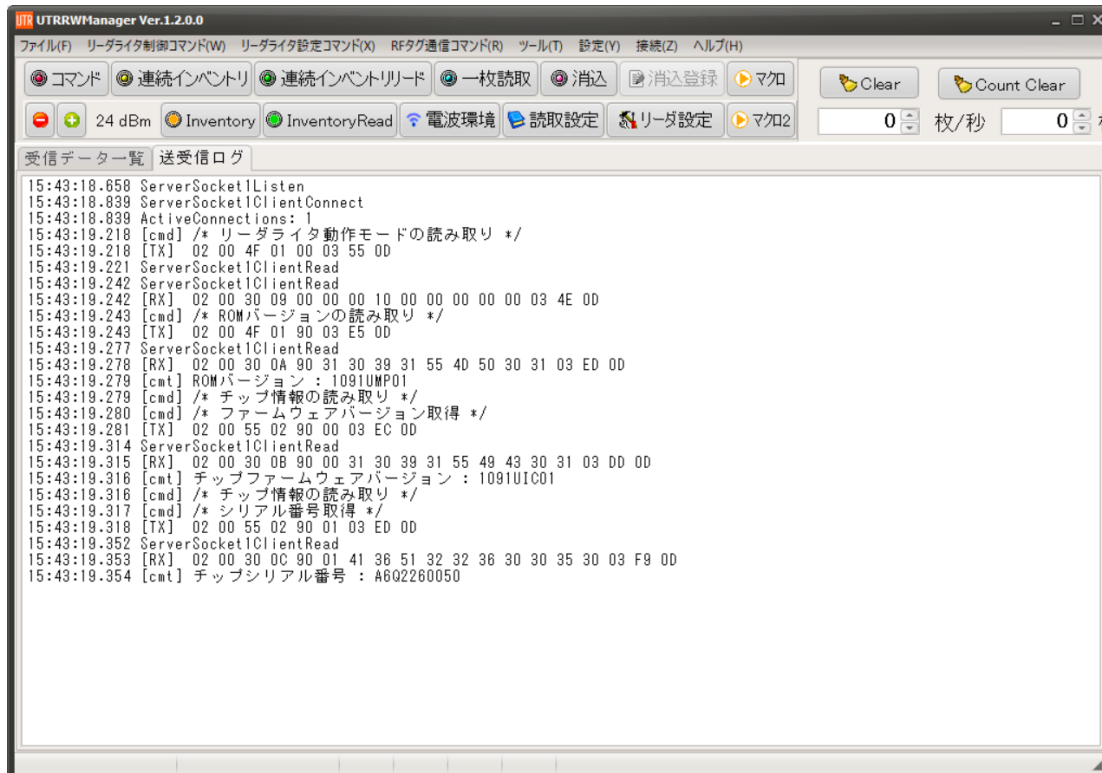 UTR UTRRWManager Ver.1.2.0.0
ファイル(F) リーダライタ制御コマンド(W) リーダライタ設定コマンド(X) RFタグ通信コマンド(R) ツール(T) 設定(Y) 接続(Z) ヘルプ(H)
コマンド 連続インベントリ 連続インベントリリード 一枚読取 消込 消込登録 マクロ Clear Count Clear
24 dBm Inventory InventoryRead 電波環境 読取設定 リーダ設定 マクロ2 0 枚/秒 0
受信データ一覧 送受信ログ
15:43:18.658 ServerSocket1Listen
15:43:18.839 ServerSocket1ClientConnect
15:43:18.839 ActiveConnections: 1
15:43:19.218 [cmd] /* リーダライタ動作モードの読み取り */
15:43:19.218 [TX] 02 00 4F 01 00 03 55 0D
15:43:19.221 ServerSocket1ClientRead
15:43:19.242 ServerSocket1ClientRead
15:43:19.242 [RX] 02 00 30 09 00 00 00 10 00 00 00 00 00 03 4E 0D
15:43:19.243 [cmd] /* ROMバージョンの読み取り */
15:43:19.243 [TX] 02 00 4F 01 90 03 E5 0D
15:43:19.277 ServerSocket1ClientRead
15:43:19.278 [RX] 02 00 30 0A 90 31 30 39 31 55 4D 50 30 31 03 ED 0D
15:43:19.279 [cmt] ROMバージョン : 1091UMP01
15:43:19.279 [cmd] /* チップ情報の読み取り */
15:43:19.280 [cmd] /* ファームウェアバージョン取得 */
15:43:19.281 [TX] 02 00 55 02 90 00 03 EC 0D
15:43:19.314 ServerSocket1ClientRead
15:43:19.315 [RX] 02 00 30 0B 90 00 31 30 39 31 55 49 43 30 31 03 DD 0D
15:43:19.316 [cmt] チップファームウェアバージョン : 1091UIC01
15:43:19.316 [cmd] /* チップ情報の読み取り */
15:43:19.317 [cmd] /* シリアル番号取得 */
15:43:19.318 [TX] 02 00 55 02 90 01 03 ED 0D
15:43:19.352 ServerSocket1ClientRead
15:43:19.353 [RX] 02 00 30 0C 90 01 41 36 51 32 32 36 30 30 35 30 03 F9 0D
15:43:19.354 [cmt] チップシリアル番号 : A6Q2260050